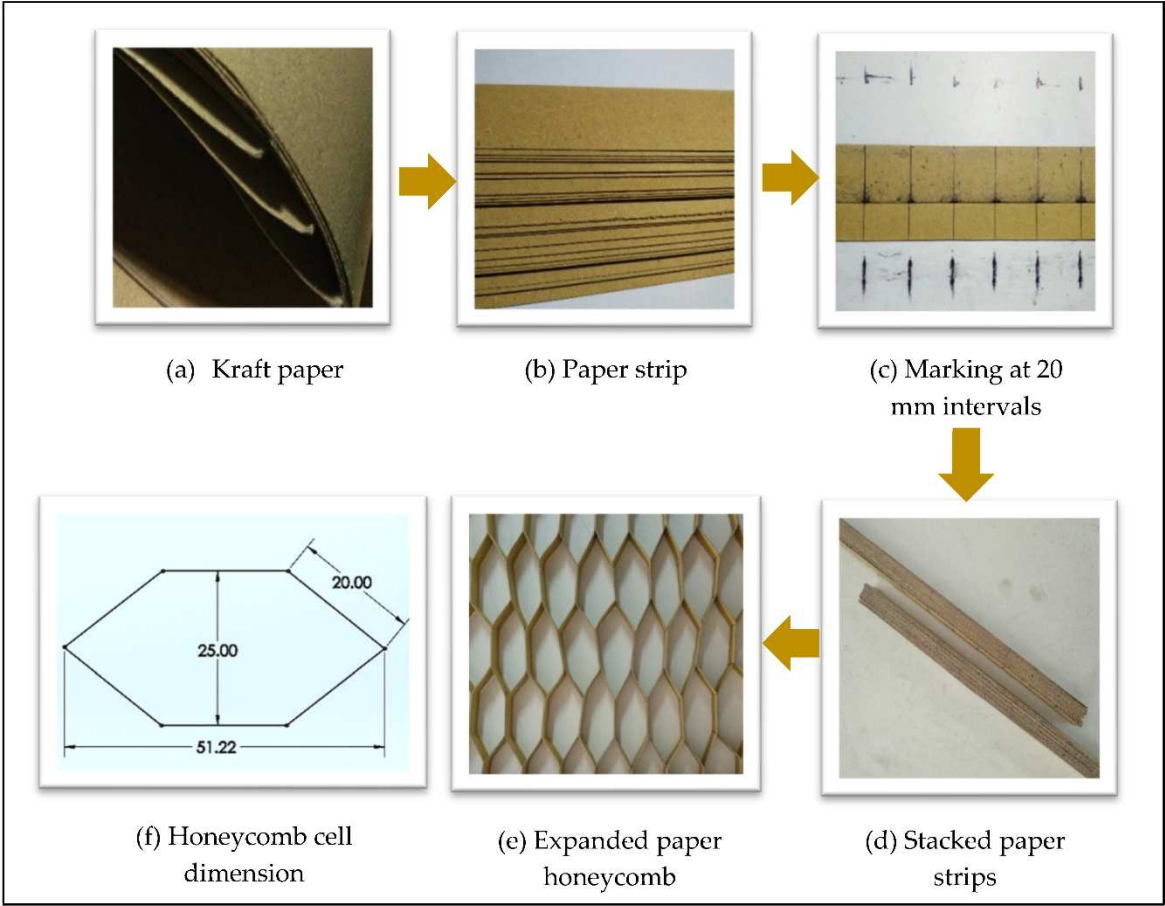 (a) Kraft paper
(b) Paper strip
(c) Marking at 20
mm intervals
20.00
25.00
51.22
(f) Honeycomb cell
dimension
(e) Expanded paper
honeycomb
(d) Stacked paper
strips